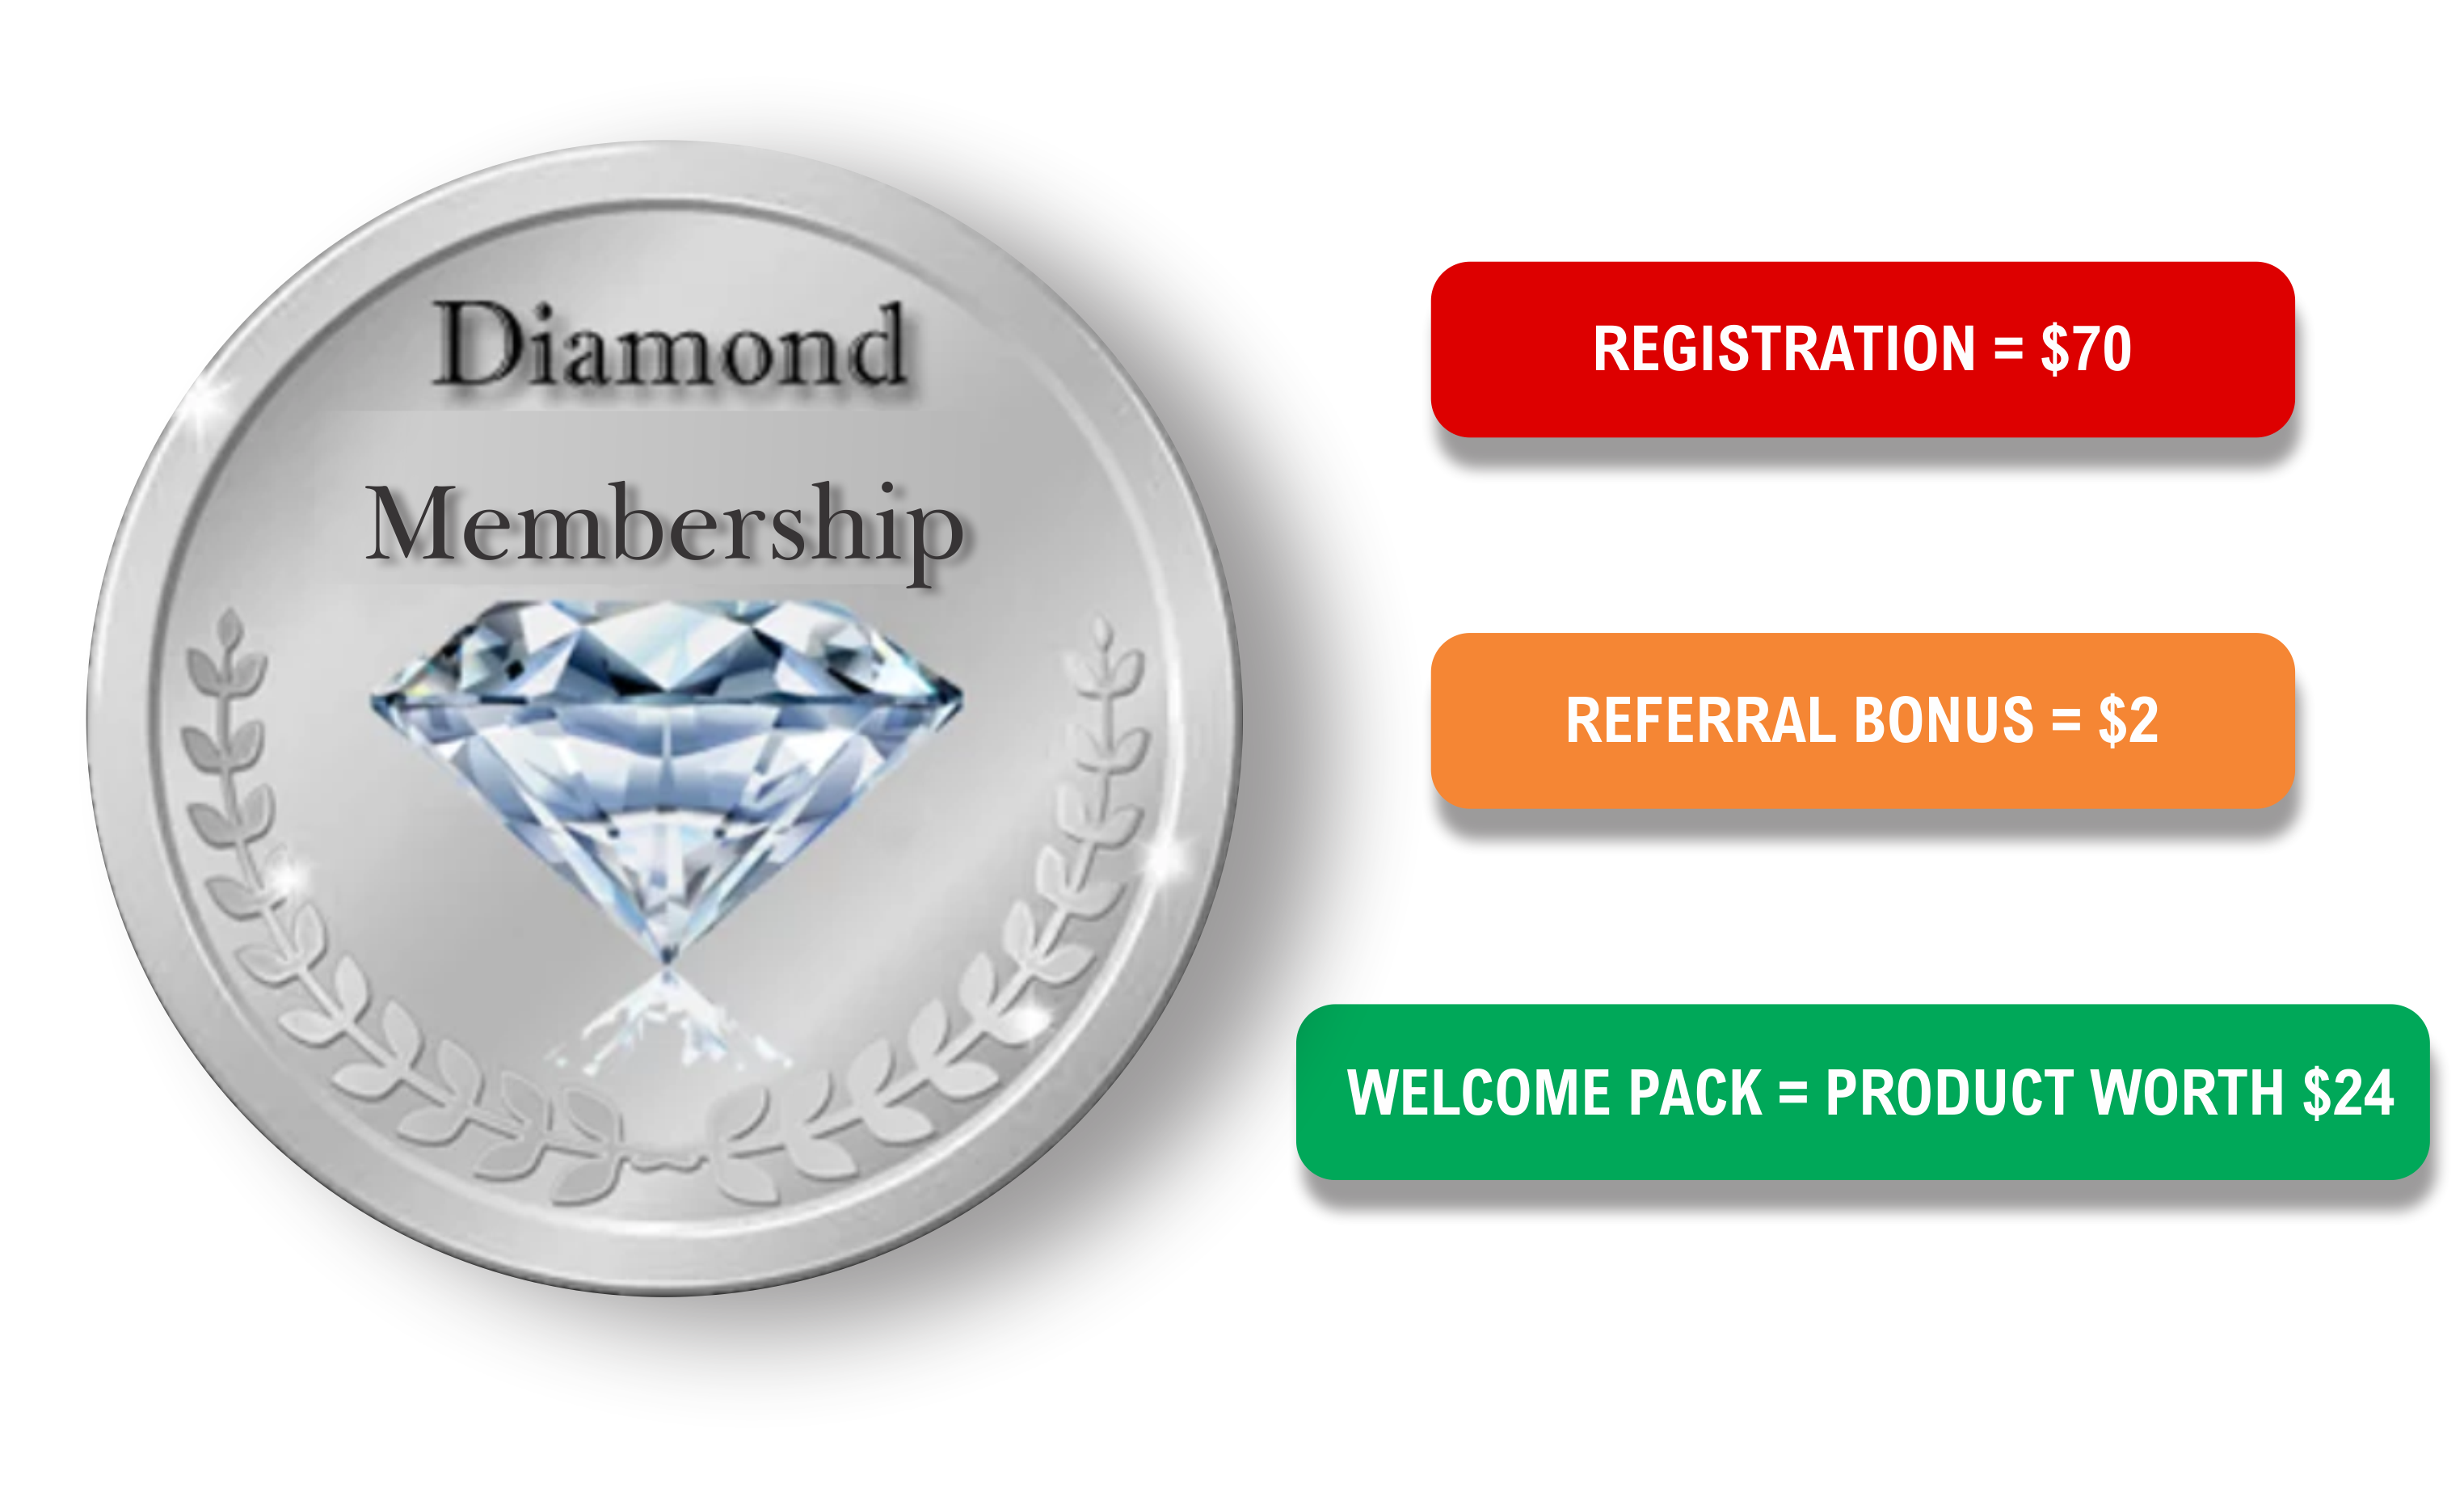 Diamond
Membership
REGISTRATION = $70
REFERRAL BONUS = $2
WELCOME PACK = PRODUCT WORTH $24